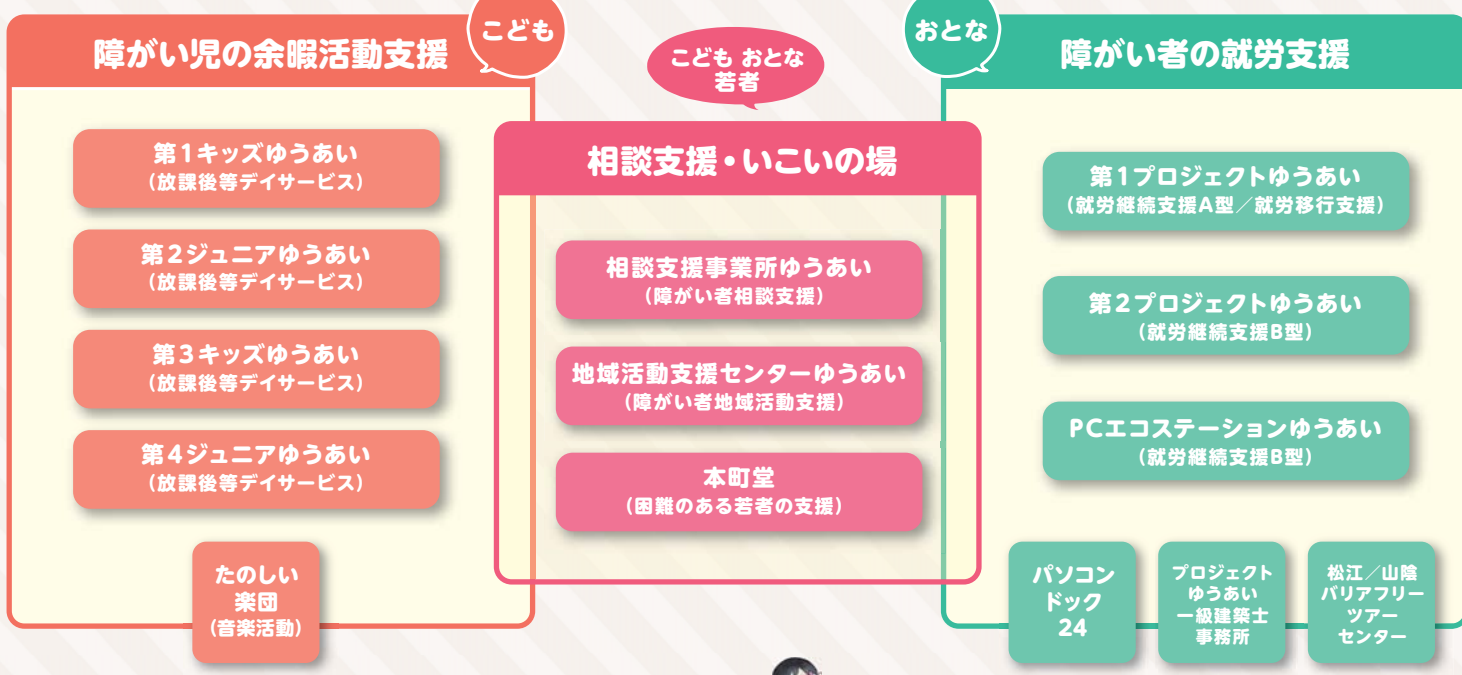 こども
障がい児の余暇活動支援
第1キッズゆうあい
(放課後等デイサービス)
第2ジュニアゆうあい
(放課後等デイサービス)
第3キッズゆうあい
(放課後等デイサービス)
第4ジュニアゆうあい
(放課後等デイサービス)
たのしい
楽団
(音楽活動)
こども おとな
若者
相談支援・いこいの場
相談支援事業所ゆうあい
(障がい者相談支援)
地域活動支援センターゆうあい
(障がい者地域活動支援)
本町堂
(困難のある若者の支援)
おとな
障がい者の就労支援
第1プロジェクトゆうあい
(就労継続支援A型/就労移行支援)
第2プロジェクトゆうあい
(就労継続支援B型)
PCエコステーションゆうあい
(就労継続支援B型)
パソコン
ドック
24
プロジェクト
ゆうあい
一級建築士
事務所
松江/山陰
バリアフリー
ツアー
センター